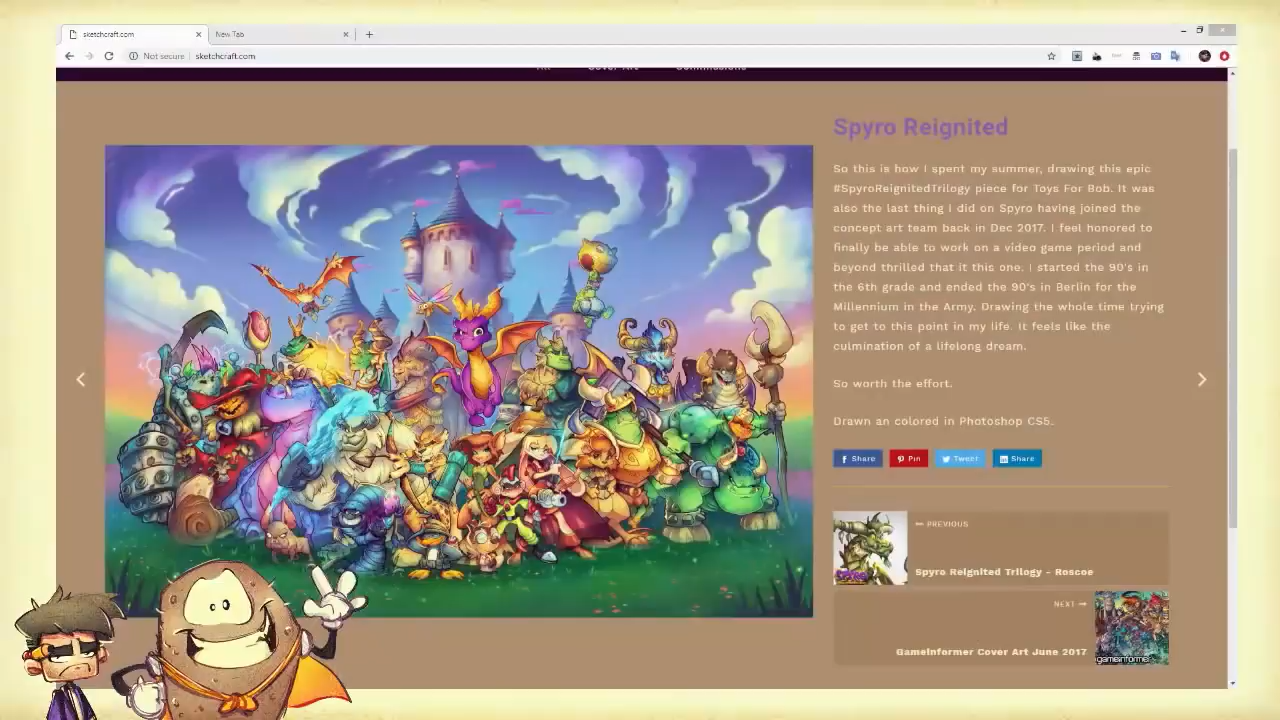 sketchcraft.com
New Tab
Not secure
sketchcraft.com
Cover Art
Commissions
Spyro Reignited
So this is how I spent my summer, drawing this epic
#SpyroReignitedTrilogy piece for Toys For Bob. It was
also the last thing I did on Spyro having joined the
concept art team back in Dec 2017. I feel honored to
finally be able to work on a video game period and
beyond thrilled that it this one. I started the 90's in
the 6th grade and ended the 90's in Berlin for the
Millennium in the Army. Drawing the whole time trying
to get to this point in my life. It feels like the
culmination of a lifelong dream.
So worth the effort.
Drawn an colored in Photoshop CS5.
Share
Pin
Tweet
Share
PREVIOUS
Spyro Reignited Trilogy - Roscoe
NEXT
GameInformer Cover Art June 2017
gameinformer